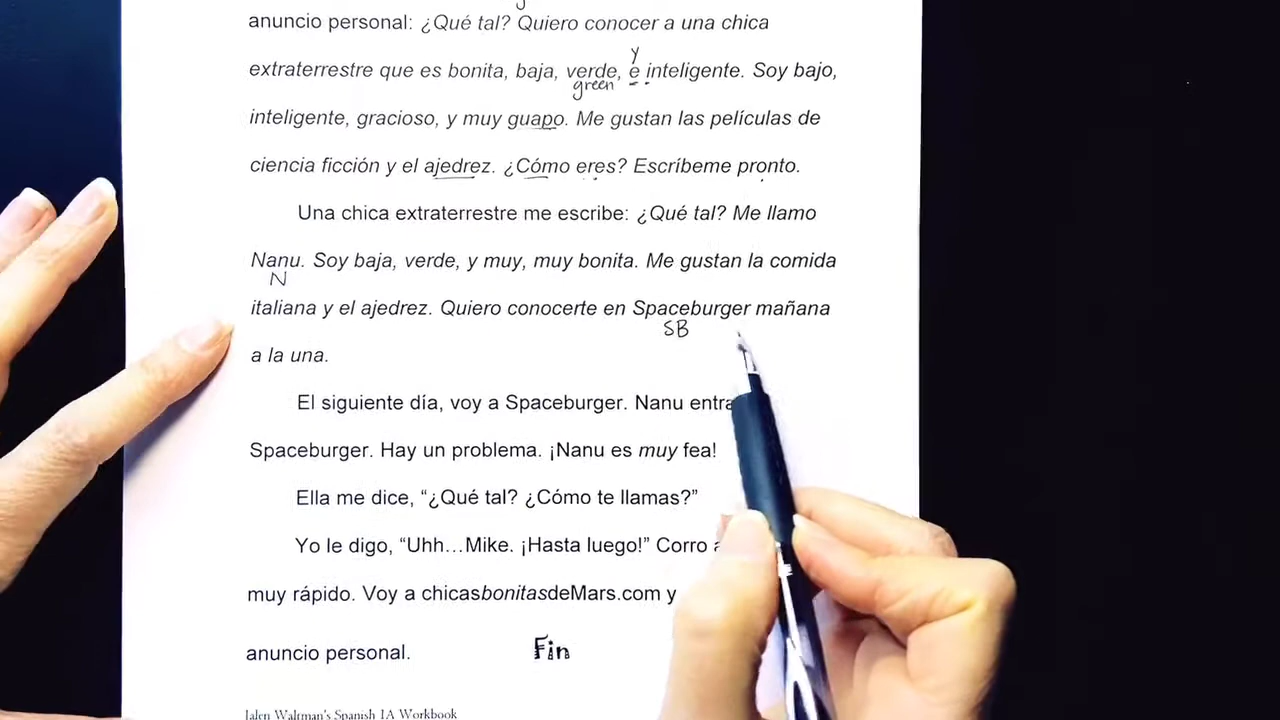 anuncio personal: ¿Qué tal? Quiero conocer a una chica
y
extraterrestre que es bonita, baja, verde, e inteligente. Soy bajo,
green
inteligente, gracioso, y muy guapo. Me gustan las películas de
ciencia ficción y el ajedrez. ¿Cómo eres? Escríbeme pronto.
Una chica extraterrestre me escribe: ¿Qué tal? Me llamo
Nanu. Soy baja, verde, y muy, muy bonita. Me gustan la comida
N
italiana y el ajedrez. Quiero conocerte en Spaceburger mañana
SB
a la una.
El siguiente día, voy a Spaceburger. Nanu entra
Spaceburger. Hay un problema. ¡Nanu es muy fea!
Ella me dice, “¿Qué tal? ¿Cómo te llamas?”
Yo le digo, “Uhh…Mike. ¡Hasta luego!” Corro a
muy rápido. Voy a chicasbonitasdeMars.com y
anuncio personal.
Fin
Jalen Waltman's Spanish 1A Workbook